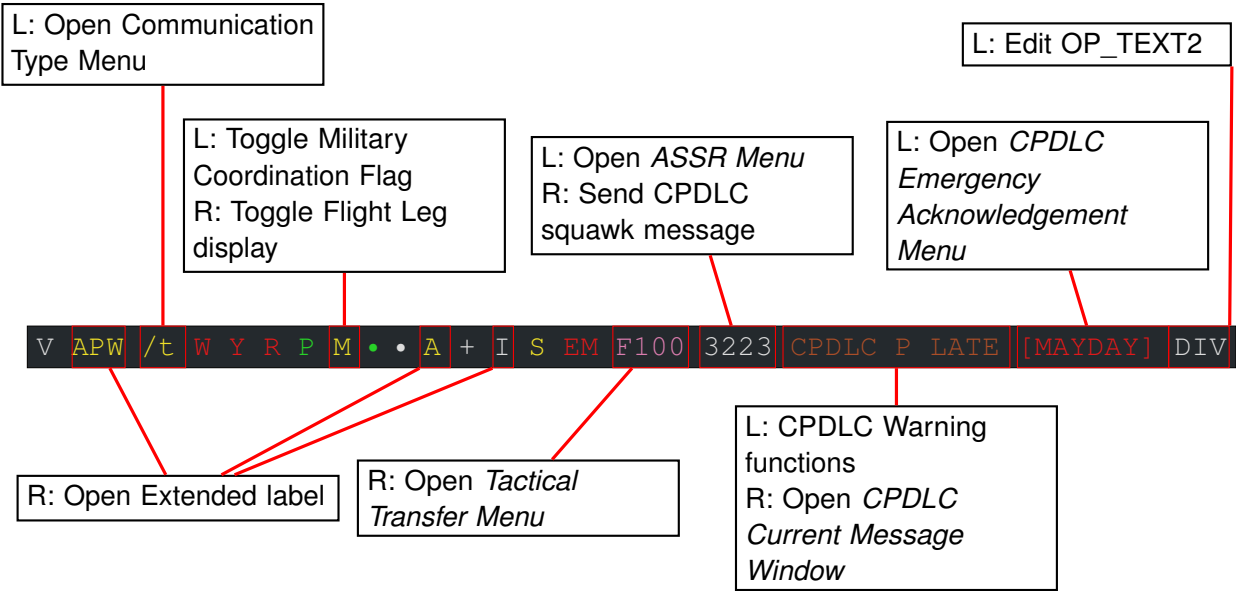 L: Open Communication
Type Menu
L: Edit OP_TEXT2
L: Toggle Military
Coordination Flag
R: Toggle Flight Leg
display
L: Open ASSR Menu
R: Send CPDLC
squawk message
L: Open CPDLC
Emergency
Acknowledgement
Menu
V APW /t W Y R P M • • A + I S EM F100 3223 CPDLC P LATE [MAYDAY] DIV
R: Open Extended label
R: Open Tactical
Transfer Menu
L: CPDLC Warning
functions
R: Open CPDLC
Current Message
Window